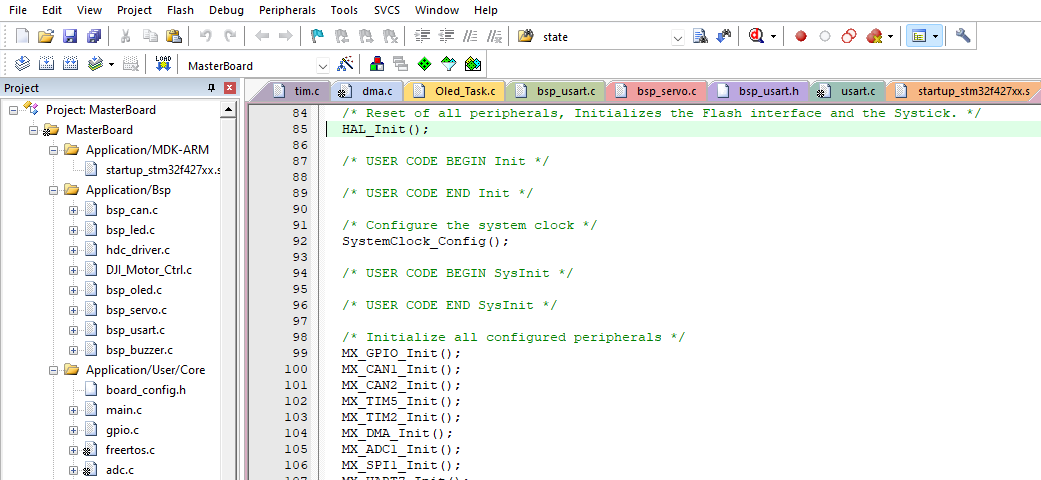 File Edit View Project Flash Debug Peripherals Tools SVCS Window Help
state
LOAD MasterBoard
Project
tim.c dma.c Oled_Task.c bsp_usart.c bsp_servo.c bsp_usart.h usart.c startup_stm32f427xx.s
Project: MasterBoard
MasterBoard
Application/MDK-ARM
startup_stm32f427xx.s
Application/Bsp
bsp_can.c
bsp_led.c
hdc_driver.c
DJI_Motor_Ctrl.c
bsp_oled.c
bsp_servo.c
bsp_usart.c
bsp_buzzer.c
Application/User/Core
board_config.h
main.c
gpio.c
freertos.c
adc.c
84 /* Reset of all peripherals, Initializes the Flash interface and the Systick. */
85 HAL_Init();
86
87 /* USER CODE BEGIN Init */
88
89 /* USER CODE END Init */
90
91 /* Configure the system clock */
92 SystemClock_Config();
93
94 /* USER CODE BEGIN SysInit */
95
96 /* USER CODE END SysInit */
97
98 /* Initialize all configured peripherals */
99 MX_GPIO_Init();
100 MX_CAN1_Init();
101 MX_CAN2_Init();
102 MX_TIM5_Init();
103 MX_TIM2_Init();
104 MX_DMA_Init();
105 MX_ADC1_Init();
106 MX_SPI1_Init();